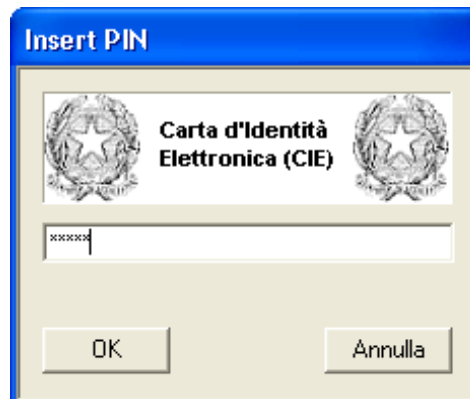 Insert PIN
Carta d'Identità
Elettronica (CIE)
*****
OK
Annulla